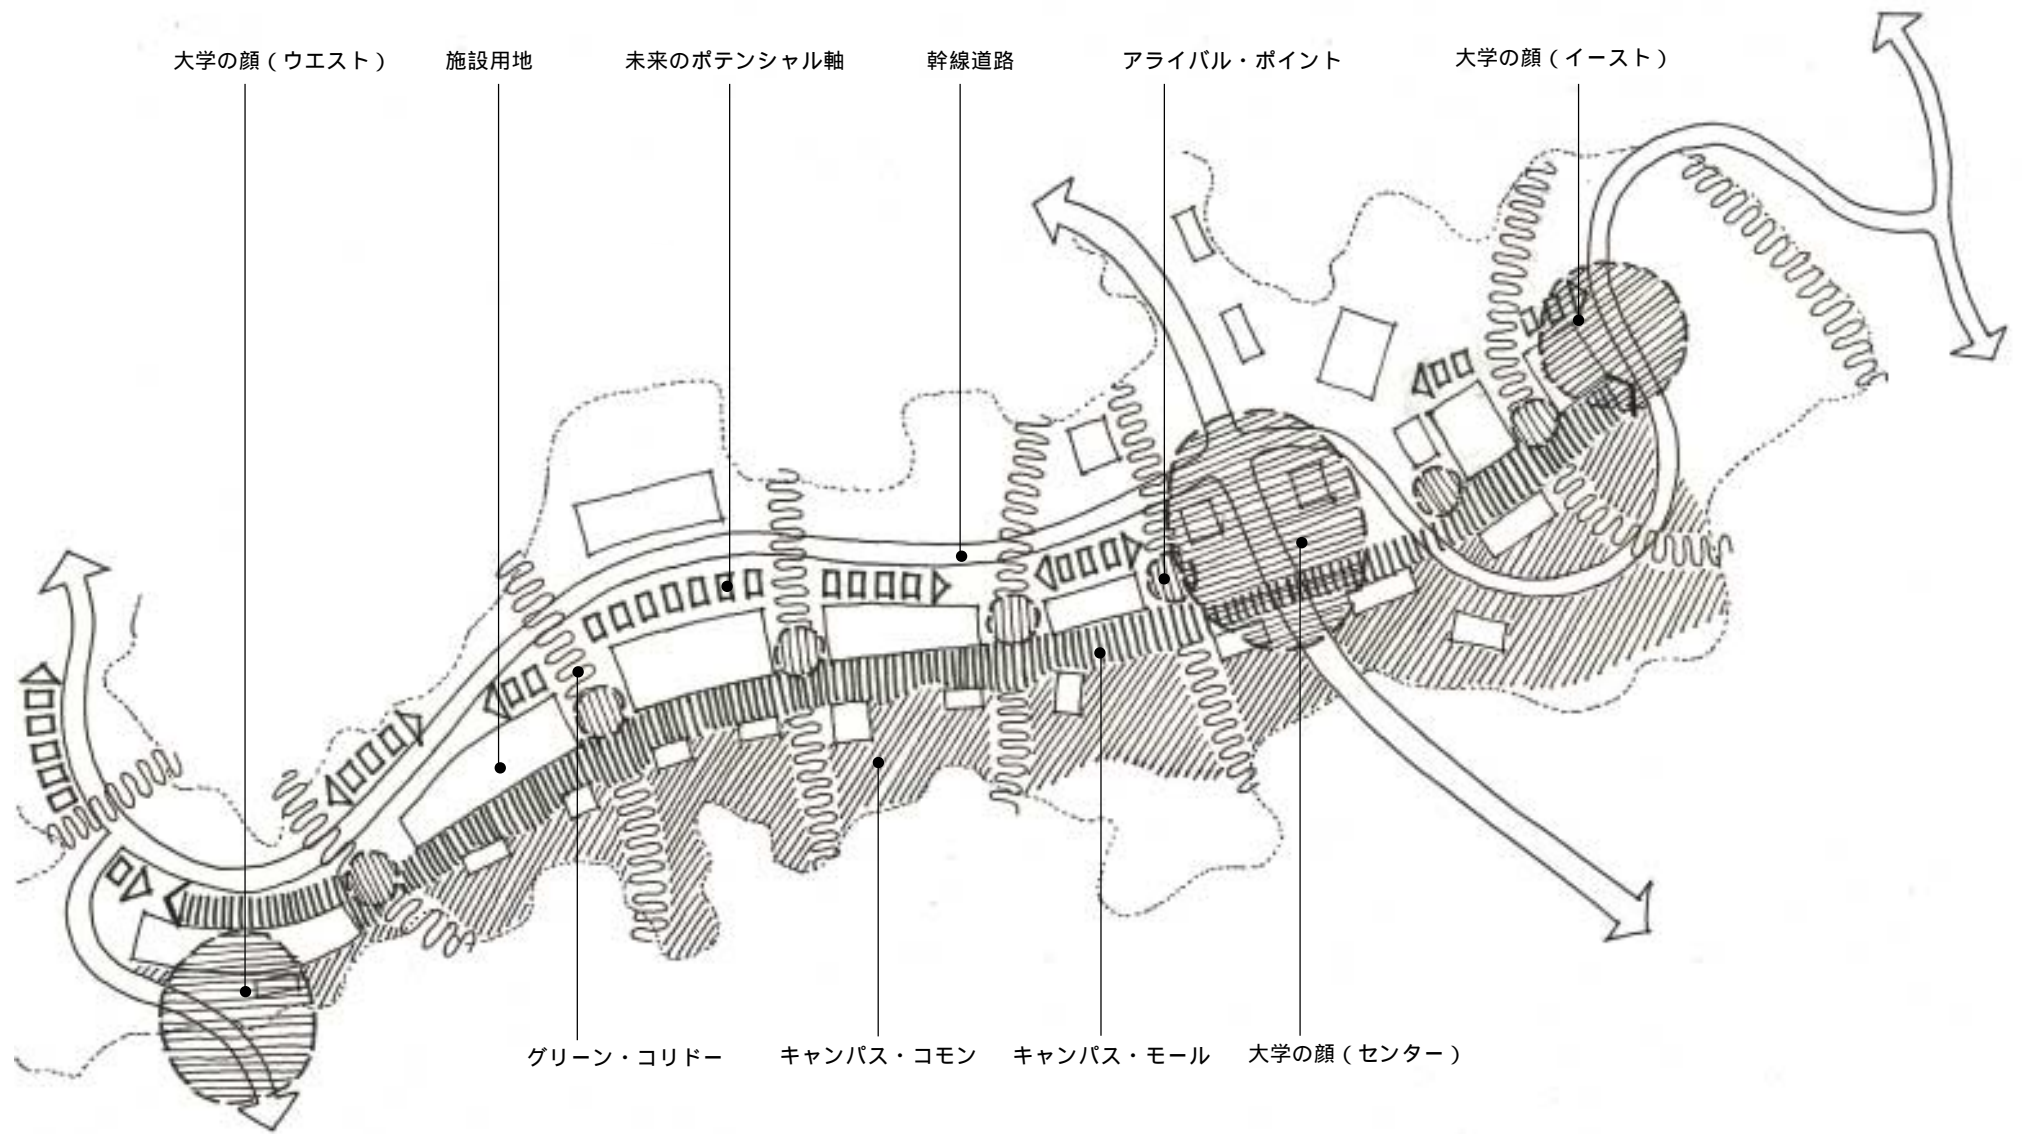 大学の顔（ウエスト）
施設用地
未来のポテンシャル軸
幹線道路
アライバル・ポイント
大学の顔（イースト）
グリーン・コリドー
キャンパス・コモン
キャンパス・モール
大学の顔（センター）